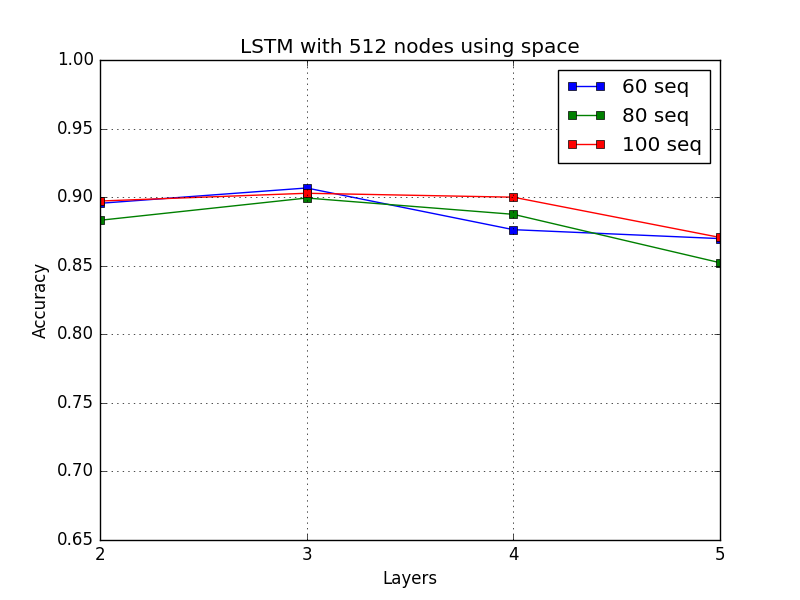 LSTM with 512 nodes using space
1.00
0.95
0.90
0.85
0.80
0.75
0.70
0.65
Accuracy
60 seq
80 seq
100 seq
2 3 4 5
Layers